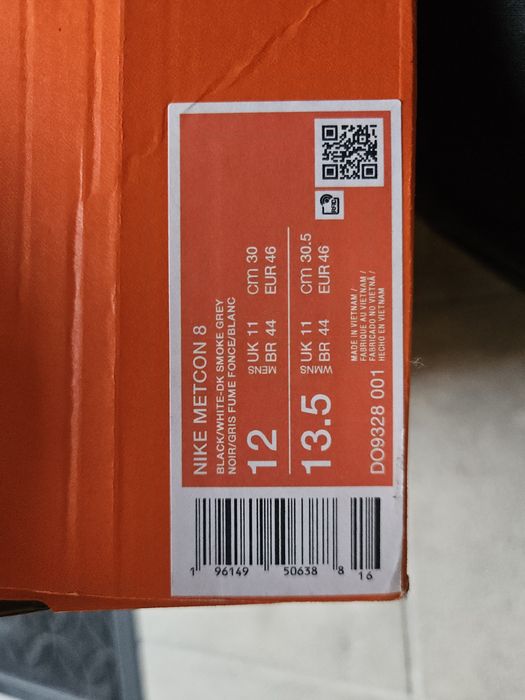 NIKE METCON 8
BLACK/WHITE-DK SMOKE GREY
NOIR/GRIS FUME FONCE/BLANC
12 MENS UK 11 cm 30
BR 44 EUR 46
13.5 WMNS UK 11 cm 30.5
BR 44 EUR 46
MADE IN VIETNAM /
FABRIQUE AU VIETNAM /
FABRICADO NO VIETNÃ /
HECHO EN VIETNAM
DO9328 001
1 96149 50638 8
16